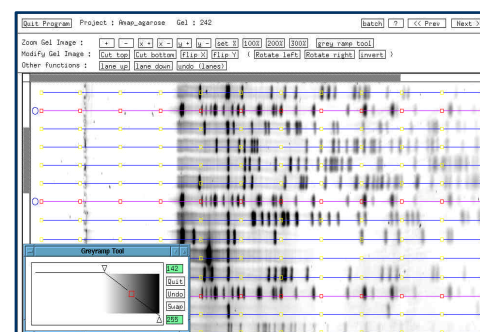 Quit Program Project : Amap_agarose Gel : 242 batch ? << Prev Next >
Zoom Gel Image : + - x + x - y + y - set % 100% 200% 300% grey ramp tool
Modify Gel Image : Cut top Cut bottom Flip X Flip Y ( Rotate left Rotate right invert )
Other functions : lane up lane down undo (lanes)
Greyramp Tool
142
Quit
Undo
Swap
255